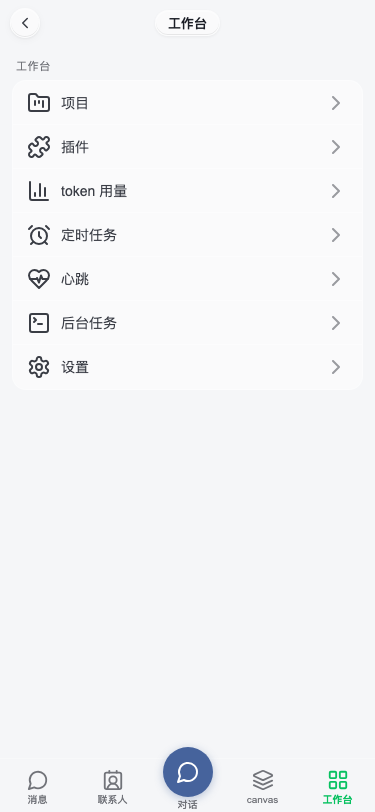 工作台
工作台
项目
插件
token 用量
定时任务
心跳
后台任务
设置
消息
联系人
对话
canvas
工作台